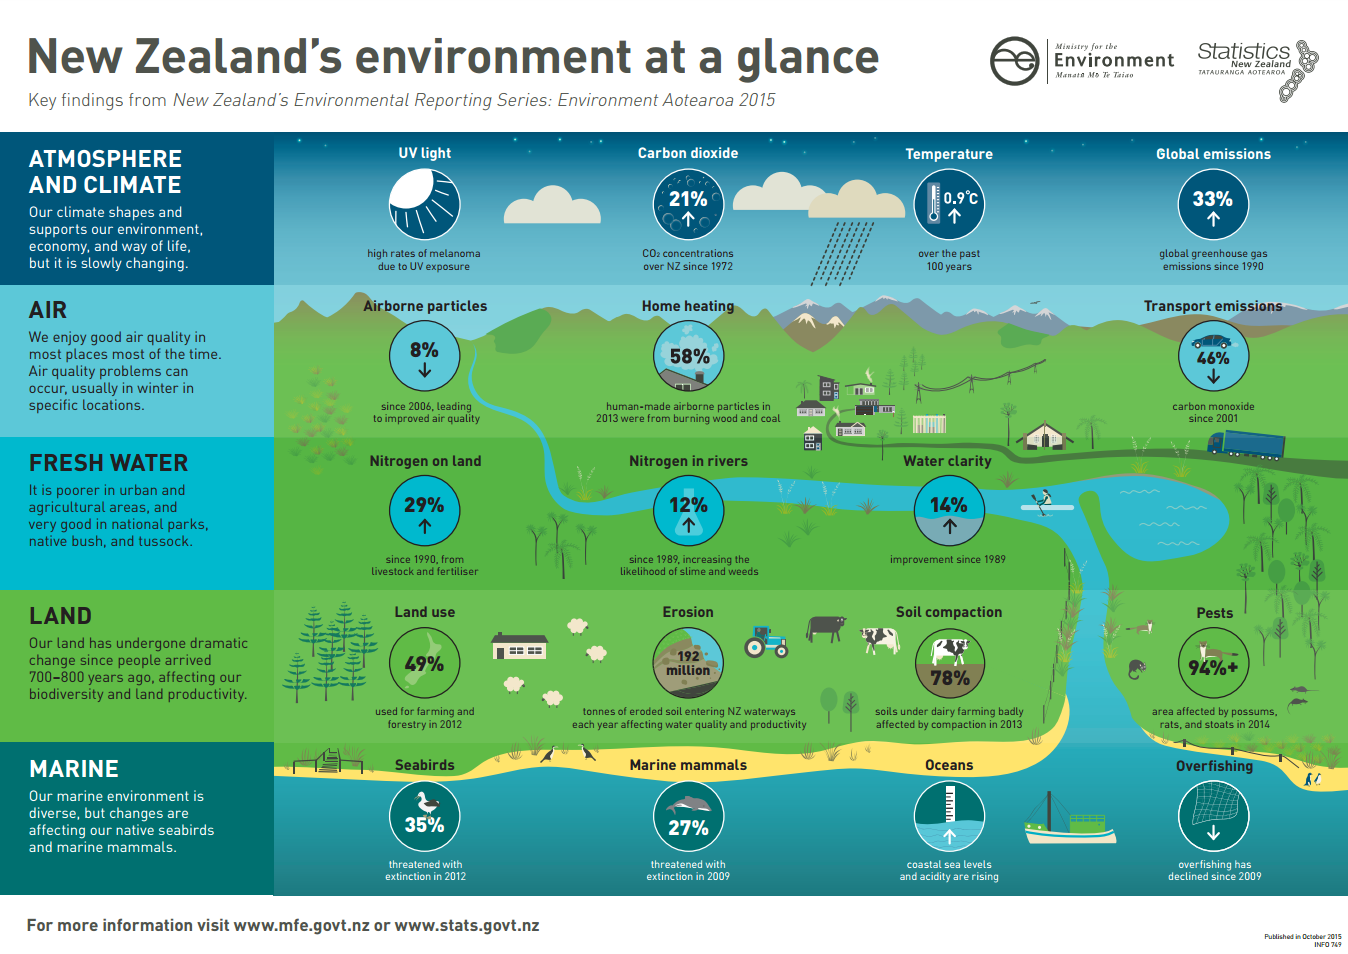 New Zealand's environment at a glance
Key findings from New Zealand's Environmental Reporting Series: Environment Aotearoa 2015
Ministry for the
Environment
Manatū Mō Te Taiao
Statistics
New Zealand
TATAURANGA AOTEAROA
ATMOSPHERE
AND CLIMATE
Our climate shapes and
supports our environment,
economy, and way of life,
but it is slowly changing.
UV light
high rates of melanoma
due to UV exposure
Carbon dioxide
21%
CO₂ concentrations
over NZ since 1972
Temperature
0.9°C
over the past
100 years
Global emissions
33%
global greenhouse gas
emissions since 1990
AIR
We enjoy good air quality in
most places most of the time.
Air quality problems can
occur, usually in winter in
specific locations.
Airborne particles
8%
since 2006, leading
to improved air quality
Home heating
58%
human-made airborne particles in
2013 were from burning wood and coal
Transport emissions
46%
carbon monoxide
since 2001
FRESH WATER
It is poorer in urban and
agricultural areas, and
very good in national parks,
native bush, and tussock.
Nitrogen on land
29%
since 1990, from
livestock and fertiliser
Nitrogen in rivers
12%
since 1989, increasing the
likelihood of slime and weeds
Water clarity
14%
improvement since 1989
LAND
Our land has undergone dramatic
change since people arrived
700–800 years ago, affecting our
biodiversity and land productivity.
Land use
49%
used for farming and
forestry in 2012
Erosion
192
million
tonnes of eroded soil entering NZ waterways
each year affecting water quality and productivity
Soil compaction
78%
soils under dairy farming badly
affected by compaction in 2013
Pests
94%+
area affected by possums,
rats, and stoats in 2014
MARINE
Our marine environment is
diverse, but changes are
affecting our native seabirds
and marine mammals.
Seabirds
35%
threatened with
extinction in 2012
Marine mammals
27%
threatened with
extinction in 2009
Oceans
coastal sea levels
and acidity are rising
Overfishing
overfishing has
declined since 2009
For more information visit www.mfe.govt.nz or www.stats.govt.nz
Published in October 2015
INFO 749